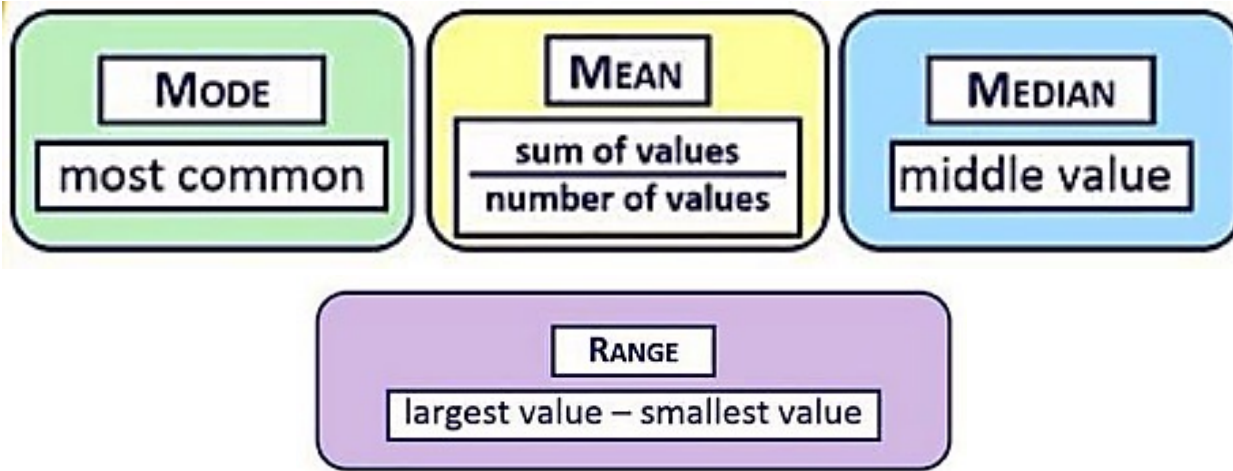 MODE
most common
MEAN
sum of values
number of values
MEDIAN
middle value
RANGE
largest value – smallest value